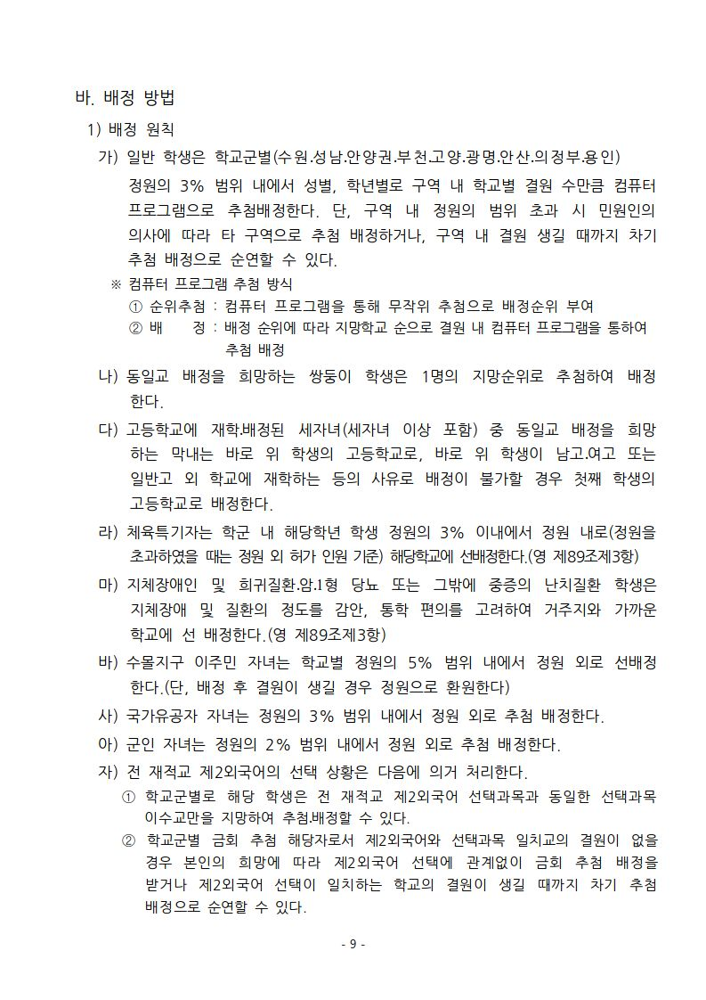 바. 배정 방법
1) 배정 원칙
가) 일반 학생은 학교군별(수원․성남․안양권․부천․고양․광명․안산․의정부․용인)
정원의 3% 범위 내에서 성별, 학년별로 구역 내 학교별 결원 수만큼 컴퓨터
프로그램으로 추첨배정한다. 단, 구역 내 정원의 범위 초과 시 민원인의
의사에 따라 타 구역으로 추첨 배정하거나, 구역 내 결원 생길 때까지 차기
추첨 배정으로 순연할 수 있다.
※ 컴퓨터 프로그램 추첨 방식
① 순위추첨 : 컴퓨터 프로그램을 통해 무작위 추첨으로 배정순위 부여
② 배 정 : 배정 순위에 따라 지망학교 순으로 결원 내 컴퓨터 프로그램을 통하여
추첨 배정
나) 동일교 배정을 희망하는 쌍둥이 학생은 1명의 지망순위로 추첨하여 배정
한다.
다) 고등학교에 재학․배정된 세자녀(세자녀 이상 포함) 중 동일교 배정을 희망
하는 막내는 바로 위 학생의 고등학교로, 바로 위 학생이 남고․여고 또는
일반고 외 학교에 재학하는 등의 사유로 배정이 불가할 경우 첫째 학생의
고등학교로 배정한다.
라) 체육특기자는 학군 내 해당학년 학생 정원의 3% 이내에서 정원 내로(정원을
초과하였을 때는 정원 외 허가 인원 기준) 해당학교에 선배정한다.(영 제89조제3항)
마) 지체장애인 및 희귀질환․암․1형 당뇨 또는 그밖에 중증의 난치질환 학생은
지체장애 및 질환의 정도를 감안, 통학 편의를 고려하여 거주지와 가까운
학교에 선 배정한다.(영 제89조제3항)
바) 수몰지구 이주민 자녀는 학교별 정원의 5% 범위 내에서 정원 외로 선배정
한다.(단, 배정 후 결원이 생길 경우 정원으로 환원한다)
사) 국가유공자 자녀는 정원의 3% 범위 내에서 정원 외로 추첨 배정한다.
아) 군인 자녀는 정원의 2% 범위 내에서 정원 외로 추첨 배정한다.
자) 전 재적교 제2외국어의 선택 상황은 다음에 의거 처리한다.
① 학교군별로 해당 학생은 전 재적교 제2외국어 선택과목과 동일한 선택과목
이수교만을 지망하여 추첨․배정할 수 있다.
② 학교군별 금회 추첨 해당자로서 제2외국어와 선택과목 일치교의 결원이 없을
경우 본인의 희망에 따라 제2외국어 선택에 관계없이 금회 추첨 배정을
받거나 제2외국어 선택이 일치하는 학교의 결원이 생길 때까지 차기 추첨
배정으로 순연할 수 있다.
- 9 -